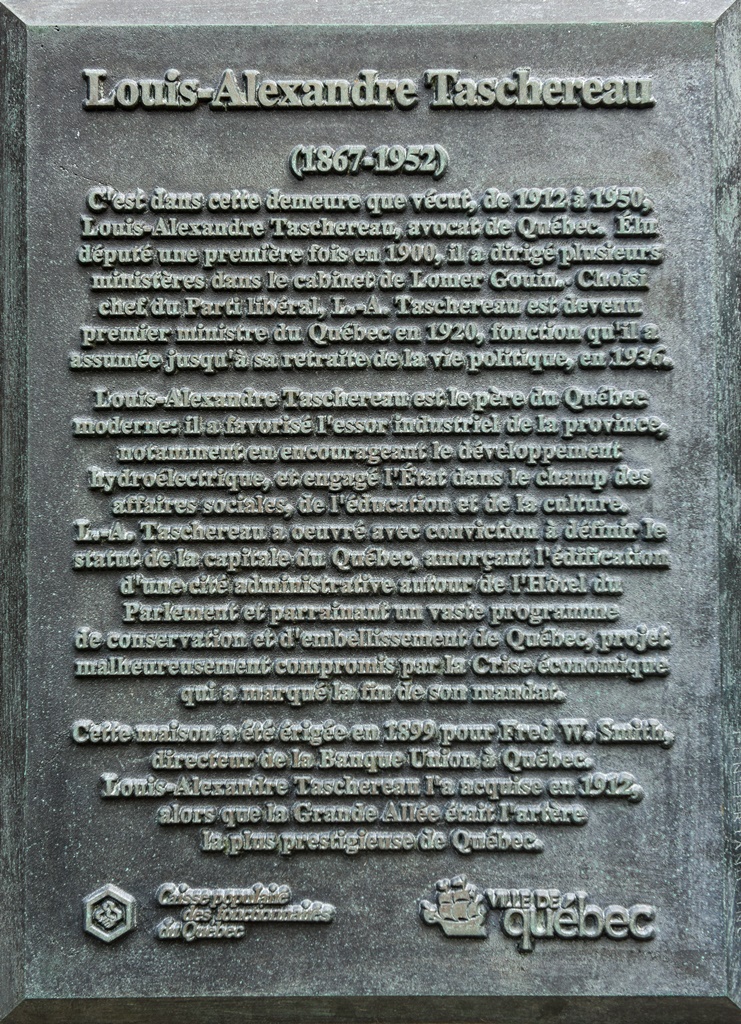 Louis-Alexandre Taschereau
(1867-1952)
C'est dans cette demeure que vécut, de 1912 à 1950,
Louis-Alexandre Taschereau, avocat de Québec. Élu
député une première fois en 1900, il a dirigé plusieurs
ministères dans le cabinet de Lomer Gouin. Choisi
chef du Parti libéral, L.-A. Taschereau est devenu
premier ministre du Québec en 1920, fonction qu'il a
assumée jusqu'à sa retraite de la vie politique, en 1936.
Louis-Alexandre Taschereau est le père du Québec
moderne: il a favorisé l'essor industriel de la province,
notamment en encourageant le développement
hydroélectrique, et engagé l'État dans le champ des
affaires sociales, de l'éducation et de la culture.
L.-A. Taschereau a oeuvré avec conviction à définir le
statut de la capitale du Québec, amorçant l'édification
d'une cité administrative autour de l'Hôtel du
Parlement et parrainant un vaste programme
de conservation et d'embellissement de Québec, projet
malheureusement compromis par la Crise économique
qui a marqué la fin de son mandat.
Cette maison a été érigée en 1899 pour Fred W. Smith,
directeur de la Banque Union à Québec.
Louis-Alexandre Taschereau l'a acquise en 1912,
alors que la Grande Allée était l'artère
la plus prestigieuse de Québec.
Caisse populaire
des fonctionnaires
du Québec
VILLE DE
québec